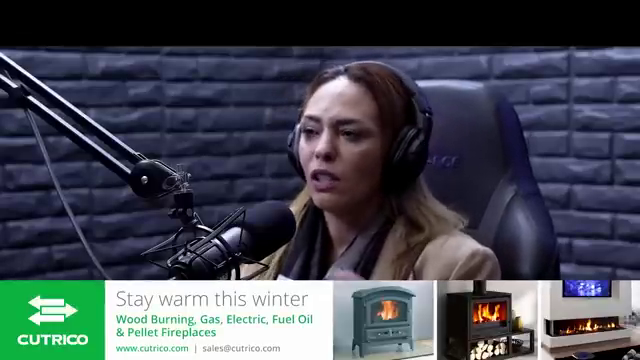 Stay warm this winter
Wood Burning, Gas, Electric, Fuel Oil
& Pellet Fireplaces
www.cutrico.com | sales@cutrico.com
CUTRICO